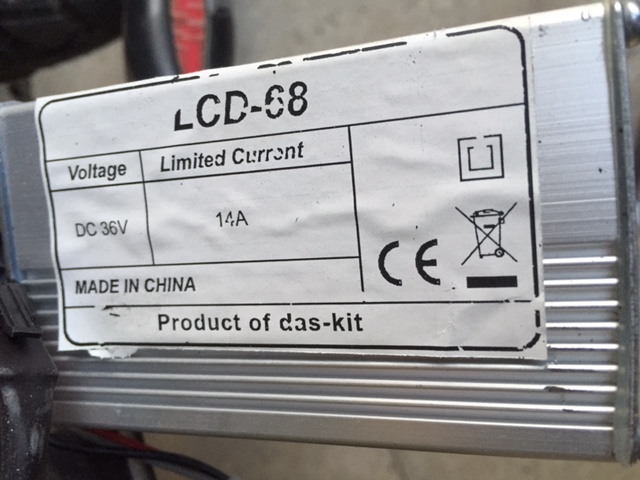 LCD-68
Voltage Limited Current
DC 36V 14A
CE
MADE IN CHINA
Product of das-kit